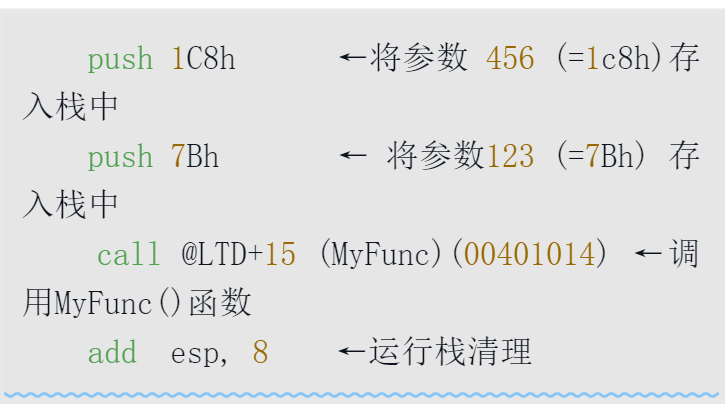 push 1C8h ←将参数 456 (=1c8h)存
入栈中
push 7Bh ← 将参数123 (=7Bh) 存
入栈中
call @LTD+15 (MyFunc)(00401014) ←调
用MyFunc()函数
add esp, 8 ←运行栈清理